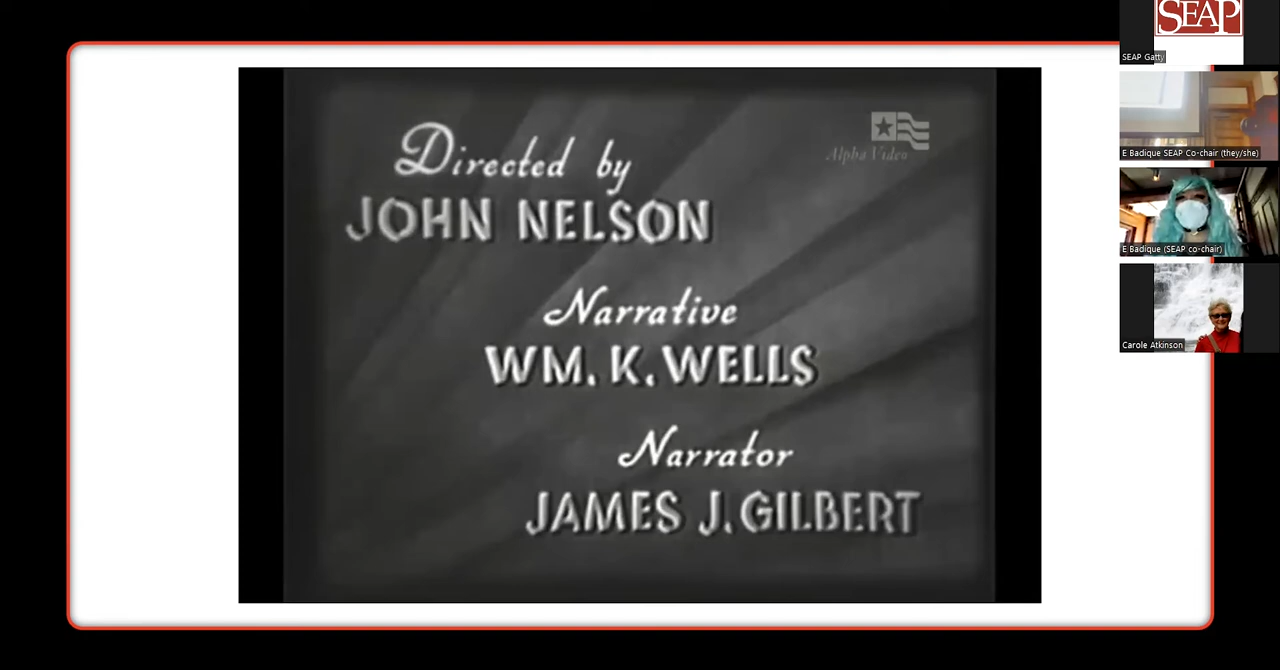 Directed by
JOHN NELSON
Narrative
WM. K. WELLS
Narrator
JAMES J. GILBERT
Alpha Video
SEAP
SEAP Gatty
E Badique SEAP Co-chair (they/she)
E Badique (SEAP co-chair)
Carole Atkinson